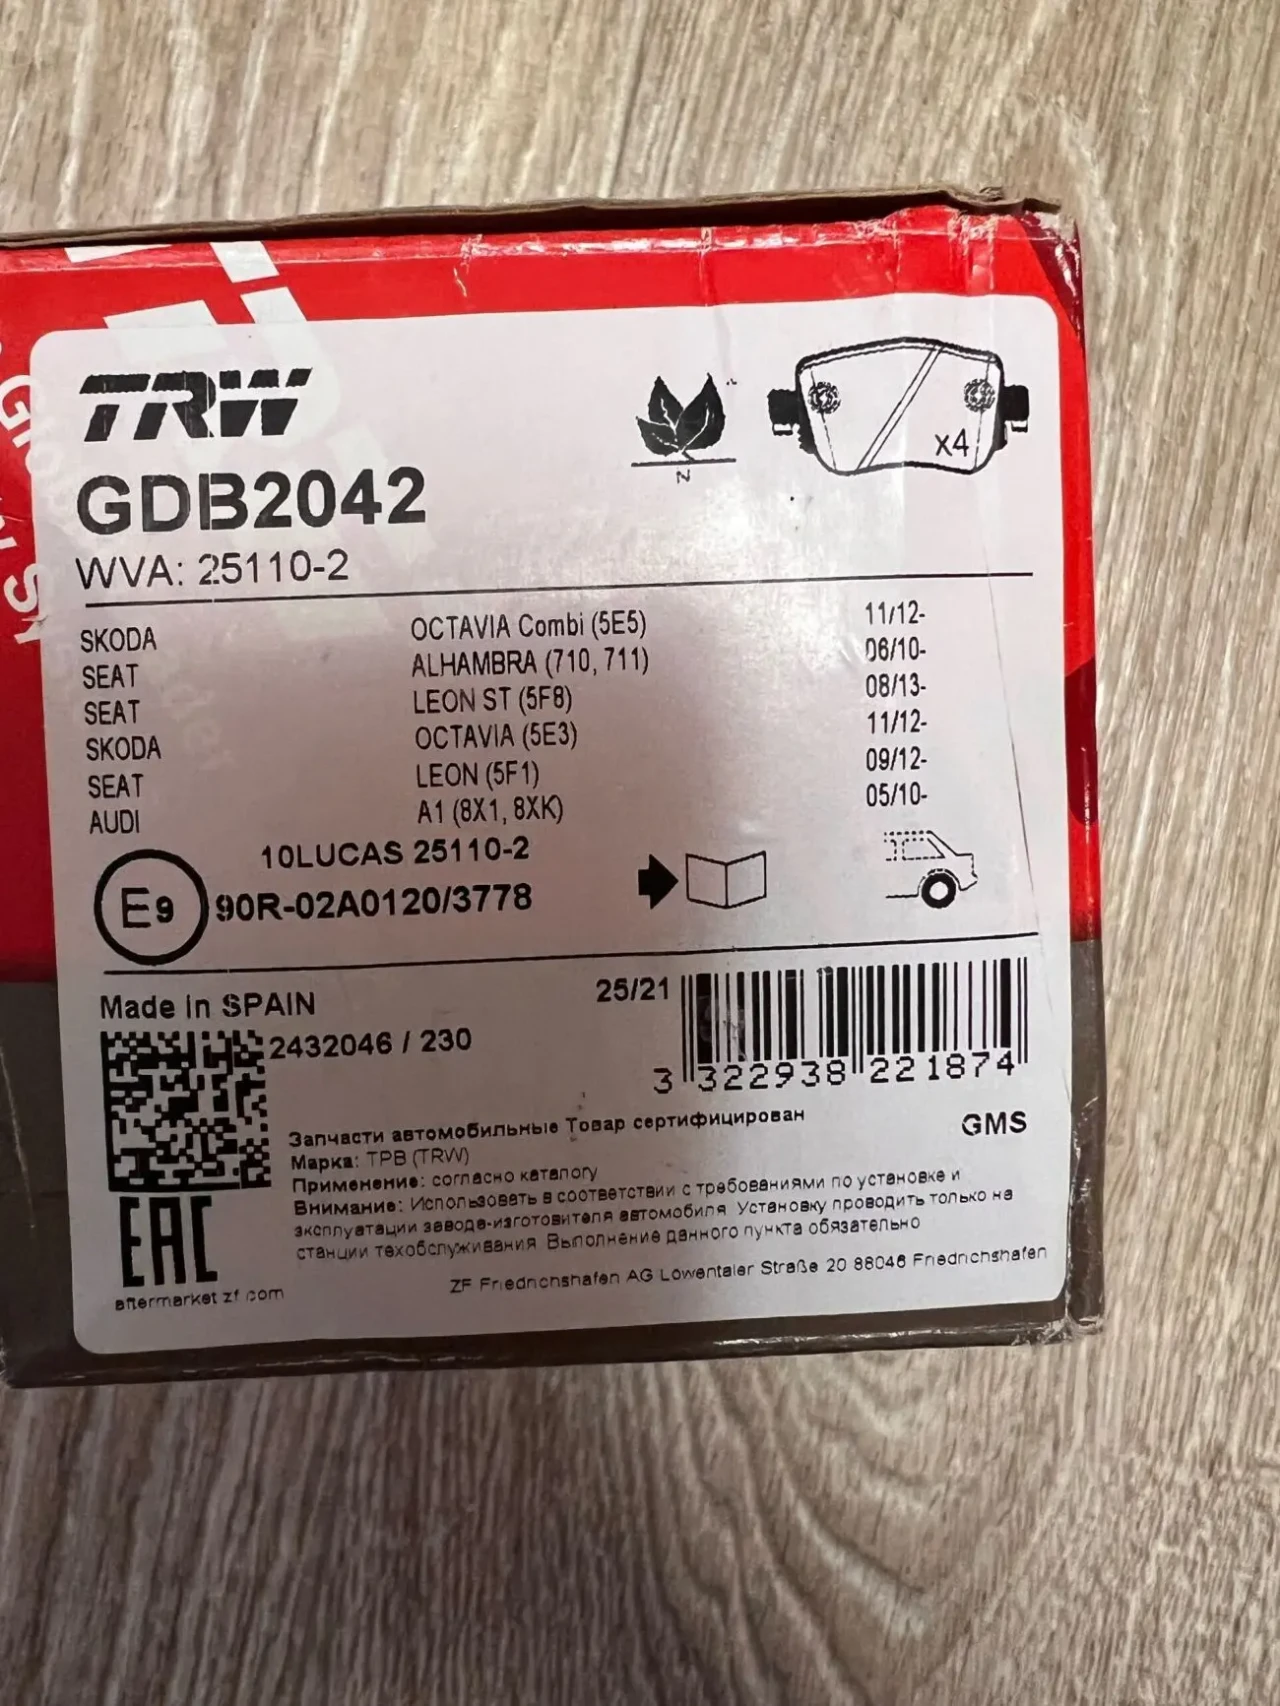 TRW
GDB2042
WVA: 25110-2
x4
N
SKODA OCTAVIA Combi (5E5) 11/12-
SEAT ALHAMBRA (710, 711) 06/10-
SEAT LEON ST (5F8) 08/13-
SKODA OCTAVIA (5E3) 11/12-
SEAT LEON (5F1) 09/12-
AUDI A1 (8X1, 8XK) 05/10-
10LUCAS 25110-2
E9 90R-02A0120/3778
Made in SPAIN 25/21
2432046 / 230
3 322938 221874
GMS
Запчасти автомобильные Товар сертифицирован
Марка: ТРВ (TRW)
Применение: согласно каталогу
Внимание: Использовать в соответствии с требованиями по установке и
эксплуатации завода-изготовителя автомобиля Установку проводить только на
станции техобслуживания Выполнение данного пункта обязательно
EAC
aftermarket zf com
ZF Friedrichshafen AG Lowentaler Straße 20 88046 Friedrichshafen